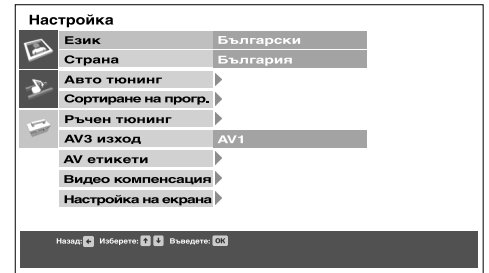 Настройка
Език Български
Страна България
Авто тюнинг
Сортиране на прогр.
Ръчен тюнинг
AV3 изход AV1
AV етикети
Видео компенсация
Настройка на екрана
Назад: Изберете: Въведете: OK